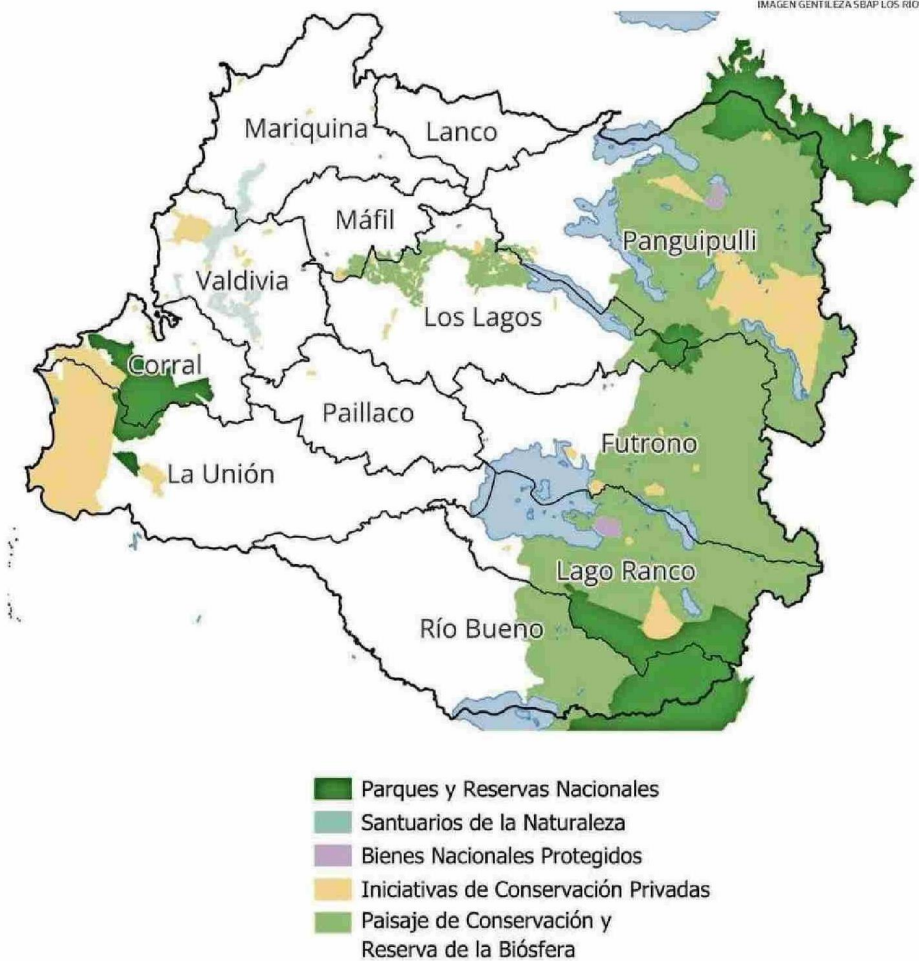 IMAGEN GENTILEZA SBAP LOS RÍO
Mariquina
Lanco
Máfil
Panguipulli
Valdivia
Los Lagos
Corral
Paillaco
Futrono
La Unión
Lago Ranco
Río Bueno
Parques y Reservas Nacionales
Santuarios de la Naturaleza
Bienes Nacionales Protegidos
Iniciativas de Conservación Privadas
Paisaje de Conservación y
Reserva de la Biósfera